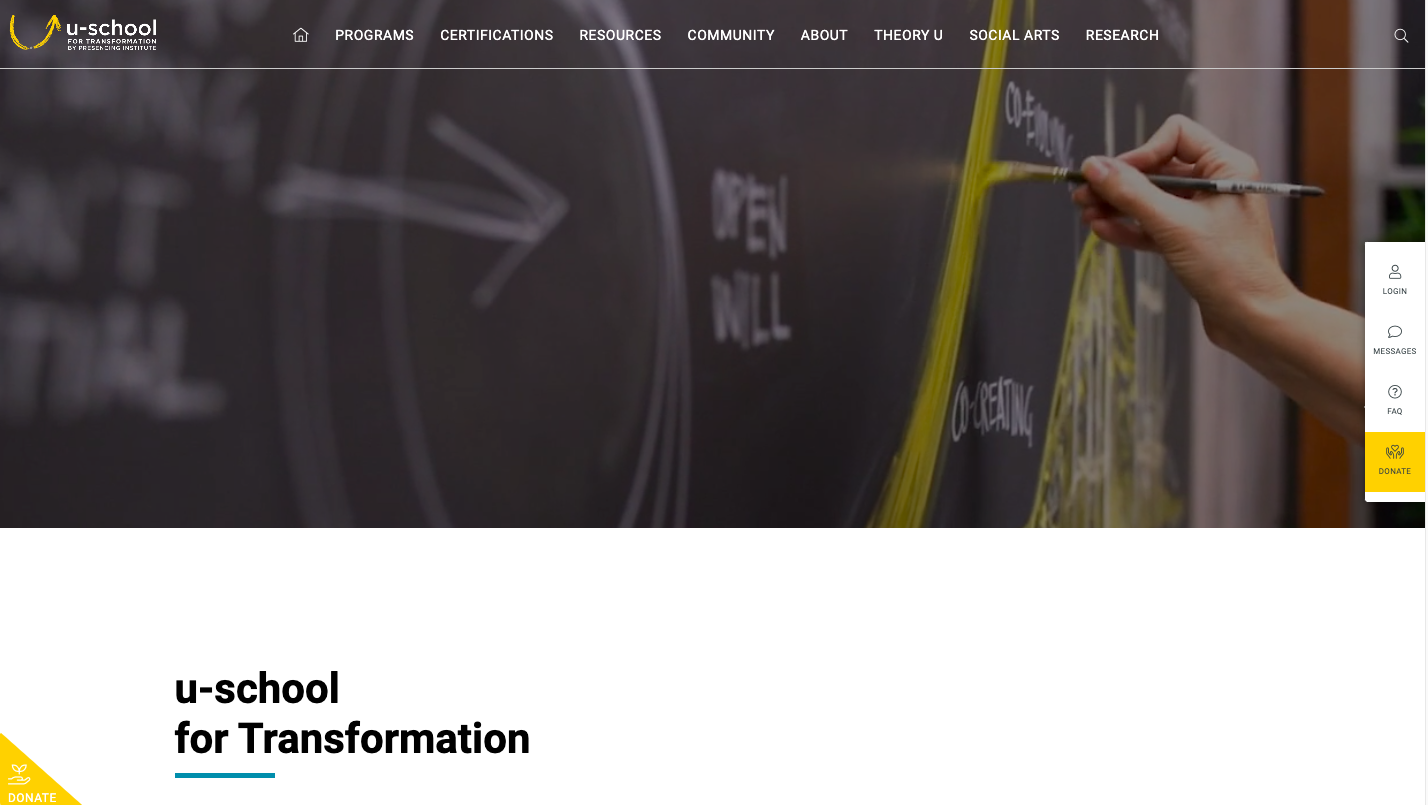 u-school
FOR TRANSFORMATION
BY PRESENCING INSTITUTE
PROGRAMS CERTIFICATIONS RESOURCES COMMUNITY ABOUT THEORY U SOCIAL ARTS RESEARCH
CO-EVOLVING
OPEN
WILL
CO-CREATING
LOGIN
MESSAGES
FAQ
DONATE
u-school
for Transformation
DONATE